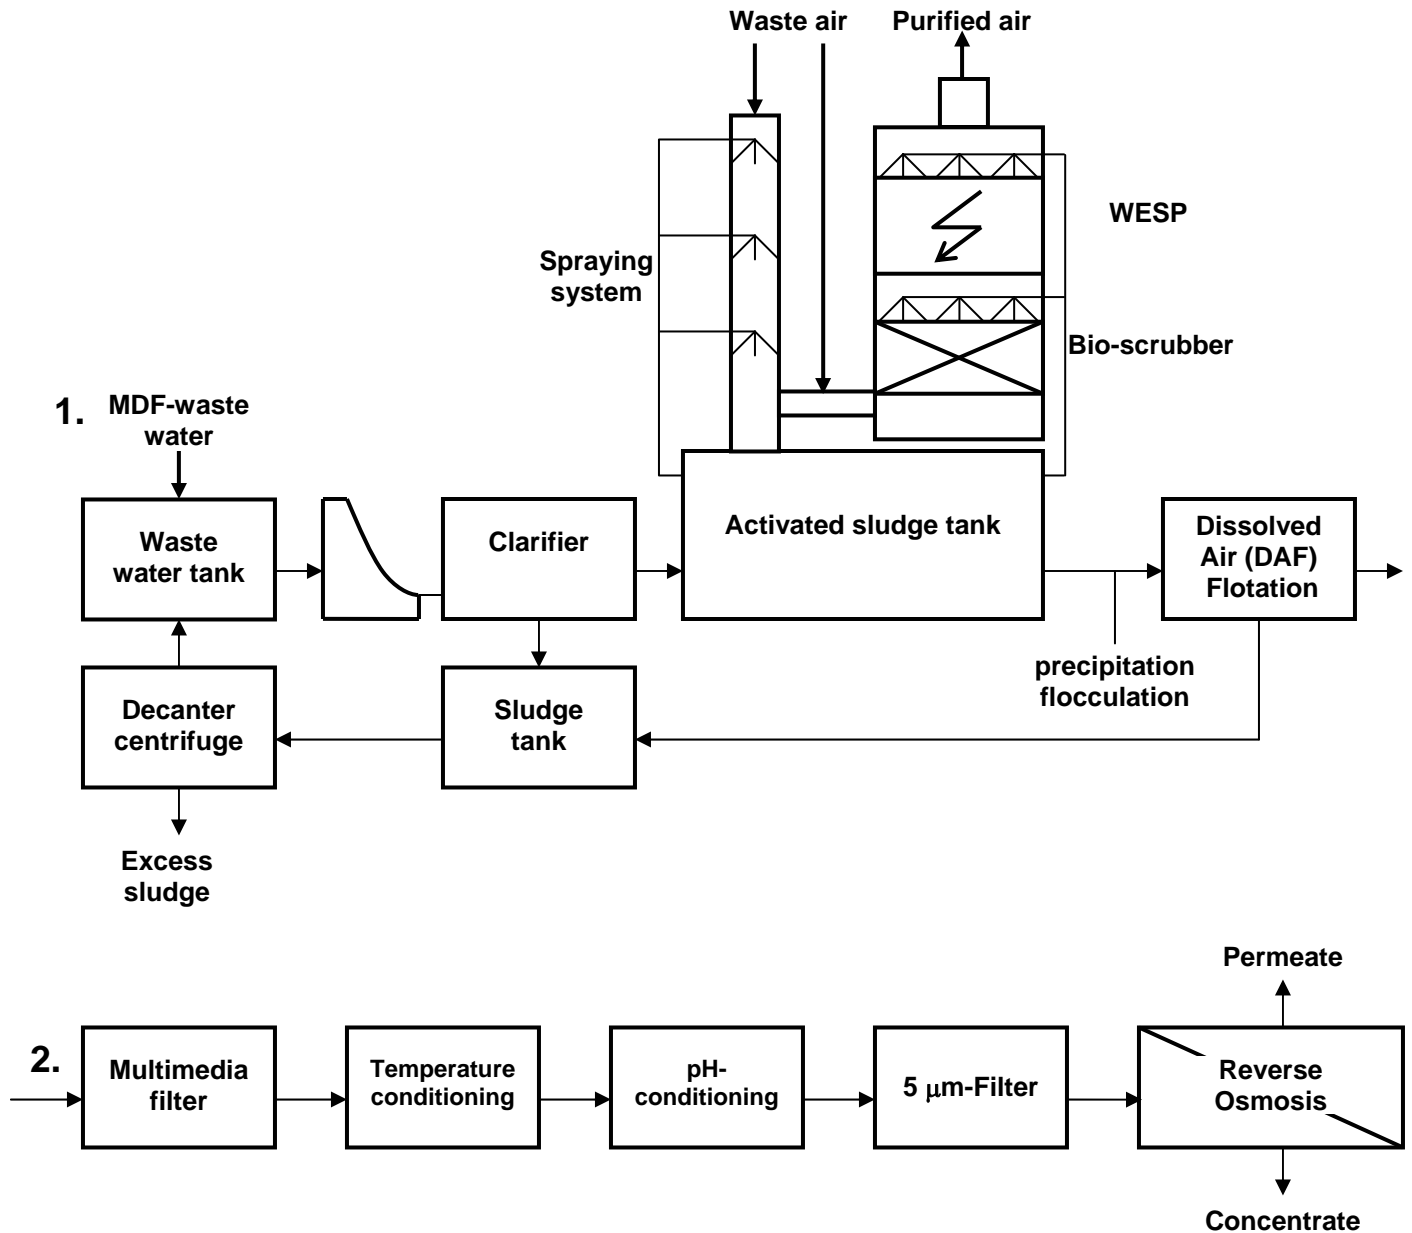 Waste air
Purified air
WESP
Spraying
system
Bio-scrubber
1.
MDF-waste
water
Waste
water tank
Clarifier
Activated sludge tank
Dissolved
Air (DAF)
Flotation
precipitation
flocculation
Decanter
centrifuge
Sludge
tank
Excess
sludge
Permeate
2.
Multimedia
filter
Temperature
conditioning
pH-
conditioning
5 μm-Filter
Reverse
Osmosis
Concentrate